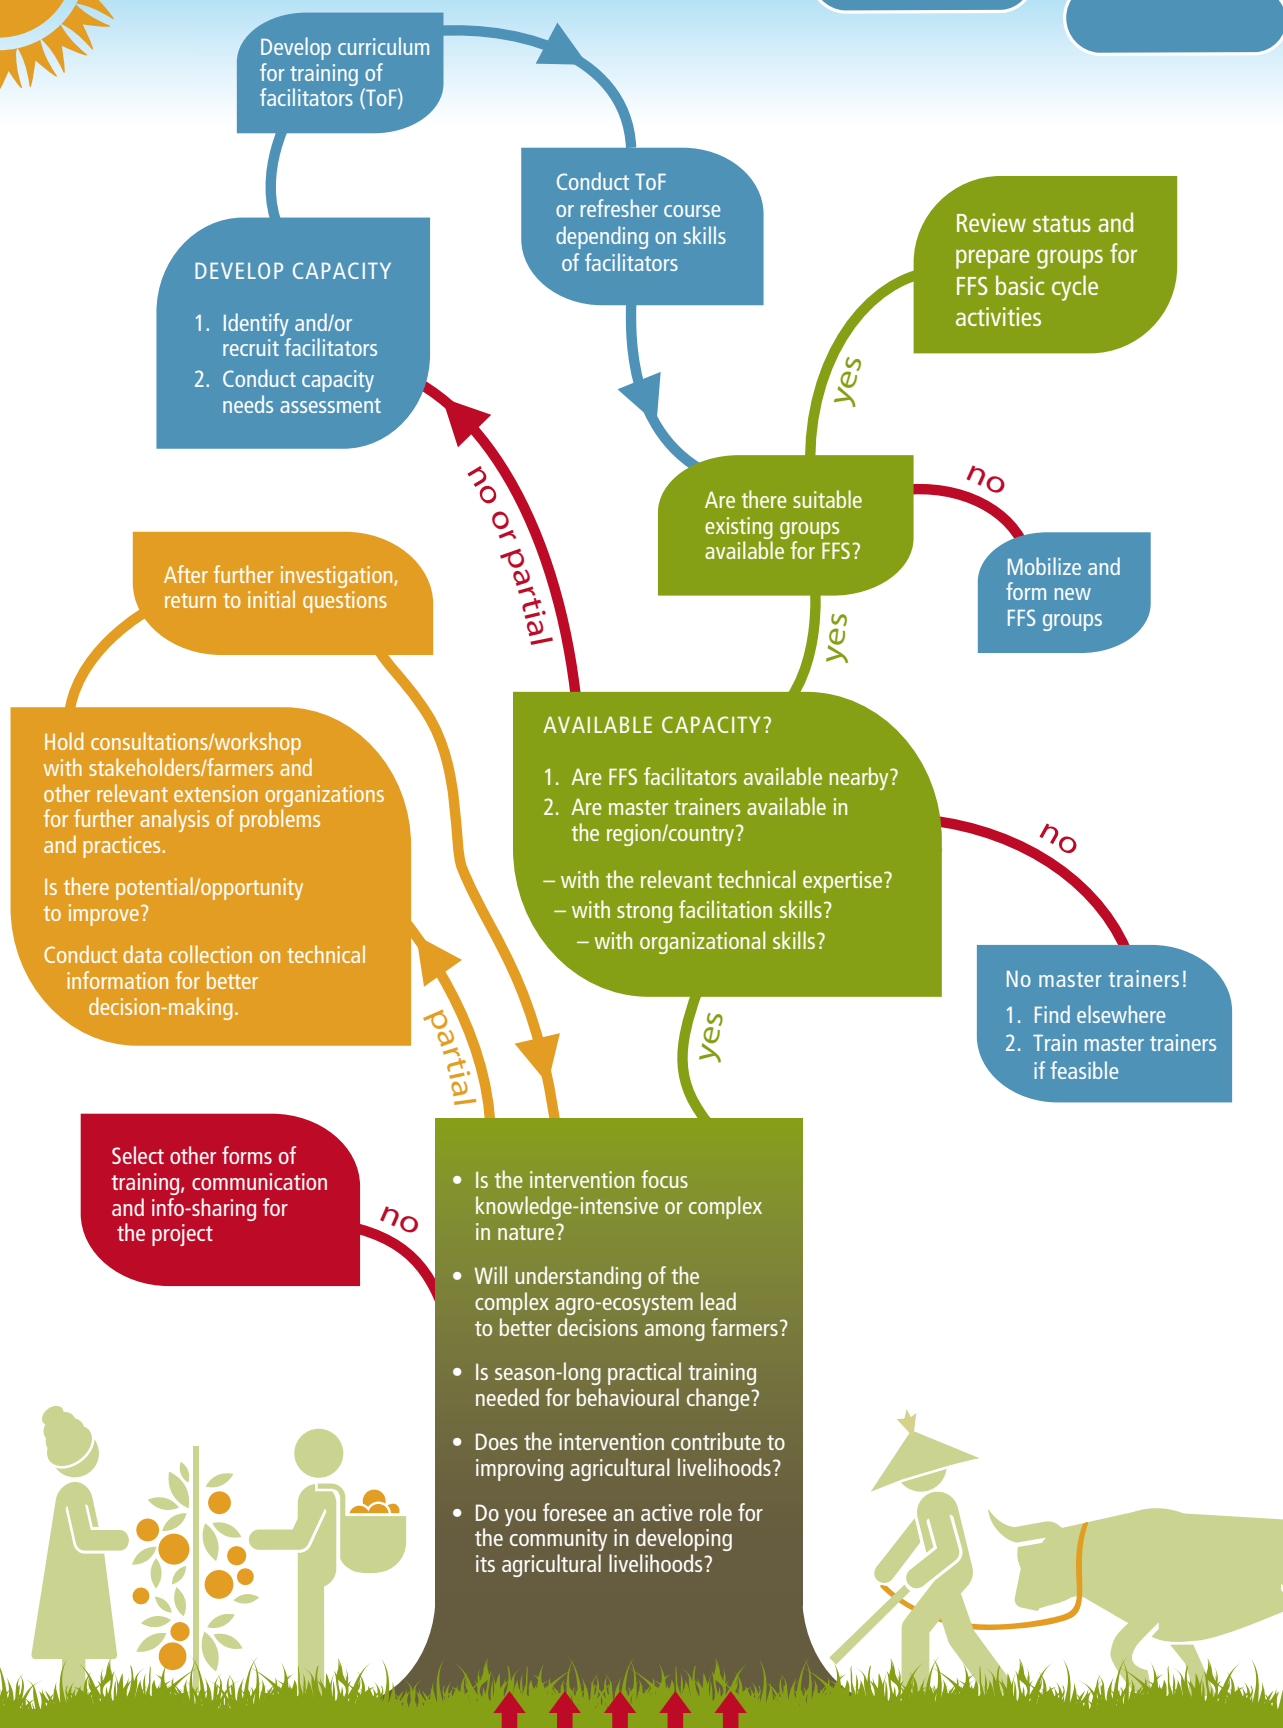 Develop curriculum
for training of
facilitators (ToF)
Conduct ToF
or refresher course
depending on skills
of facilitators
Review status and
prepare groups for
FFS basic cycle
activities
DEVELOP CAPACITY
1. Identify and/or
recruit facilitators
2. Conduct capacity
needs assessment
yes
no or partial
Are there suitable
existing groups
available for FFS?
no
Mobilize and
form new
FFS groups
After further investigation,
return to initial questions
yes
Hold consultations/workshop
with stakeholders/farmers and
other relevant extension organizations
for further analysis of problems
and practices.
Is there potential/opportunity
to improve?
Conduct data collection on technical
information for better
decision-making.
AVAILABLE CAPACITY?
1. Are FFS facilitators available nearby?
2. Are master trainers available in
the region/country?
– with the relevant technical expertise?
– with strong facilitation skills?
– with organizational skills?
no
No master trainers!
1. Find elsewhere
2. Train master trainers
if feasible
partial
yes
Select other forms of
training, communication
and info-sharing for
the project
no
• Is the intervention focus
knowledge-intensive or complex
in nature?
• Will understanding of the
complex agro-ecosystem lead
to better decisions among farmers?
• Is season-long practical training
needed for behavioural change?
• Does the intervention contribute to
improving agricultural livelihoods?
• Do you foresee an active role for
the community in developing
its agricultural livelihoods?